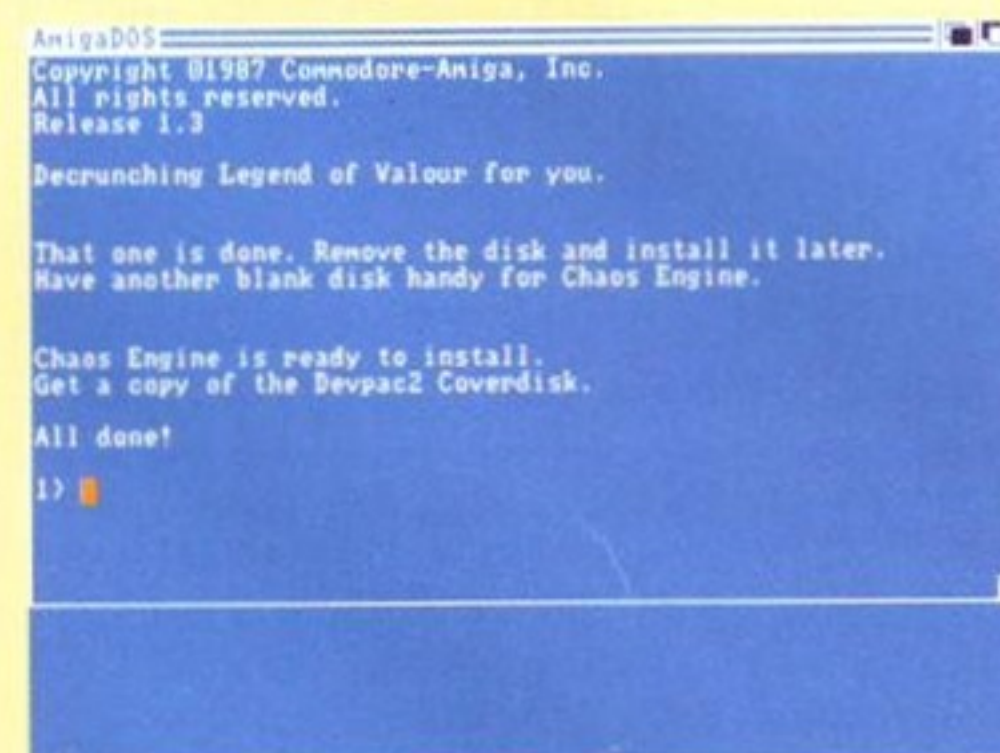 AmigaDOS
Copyright ©1987 Commodore-Amiga, Inc.
All rights reserved.
Release 1.3
Decrunching Legend of Valour for you.
That one is done. Remove the disk and install it later.
Have another blank disk handy for Chaos Engine.
Chaos Engine is ready to install.
Get a copy of the Devpac2 Coverdisk.
All done!
1>